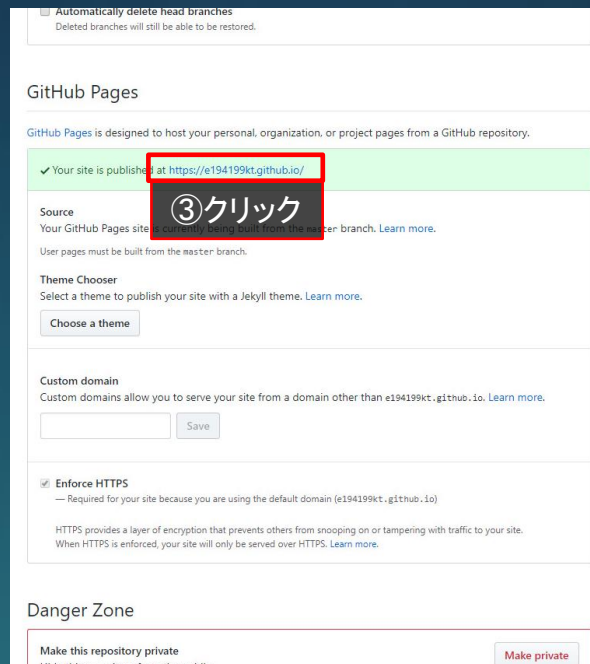 Automatically delete head branches
Deleted branches will still be able to be restored.
GitHub Pages
GitHub Pages is designed to host your personal, organization, or project pages from a GitHub repository.
✓ Your site is published at https://e194199kt.github.io/
③クリック
Source
Your GitHub Pages site is currently being built from the master branch. Learn more.
User pages must be built from the master branch.
Theme Chooser
Select a theme to publish your site with a Jekyll theme. Learn more.
Choose a theme
Custom domain
Custom domains allow you to serve your site from a domain other than e194199kt.github.io. Learn more.
Save
Enforce HTTPS
— Required for your site because you are using the default domain (e194199kt.github.io)
HTTPS provides a layer of encryption that prevents others from snooping on or tampering with traffic to your site.
When HTTPS is enforced, your site will only be served over HTTPS. Learn more.
Danger Zone
Make this repository private
Make private